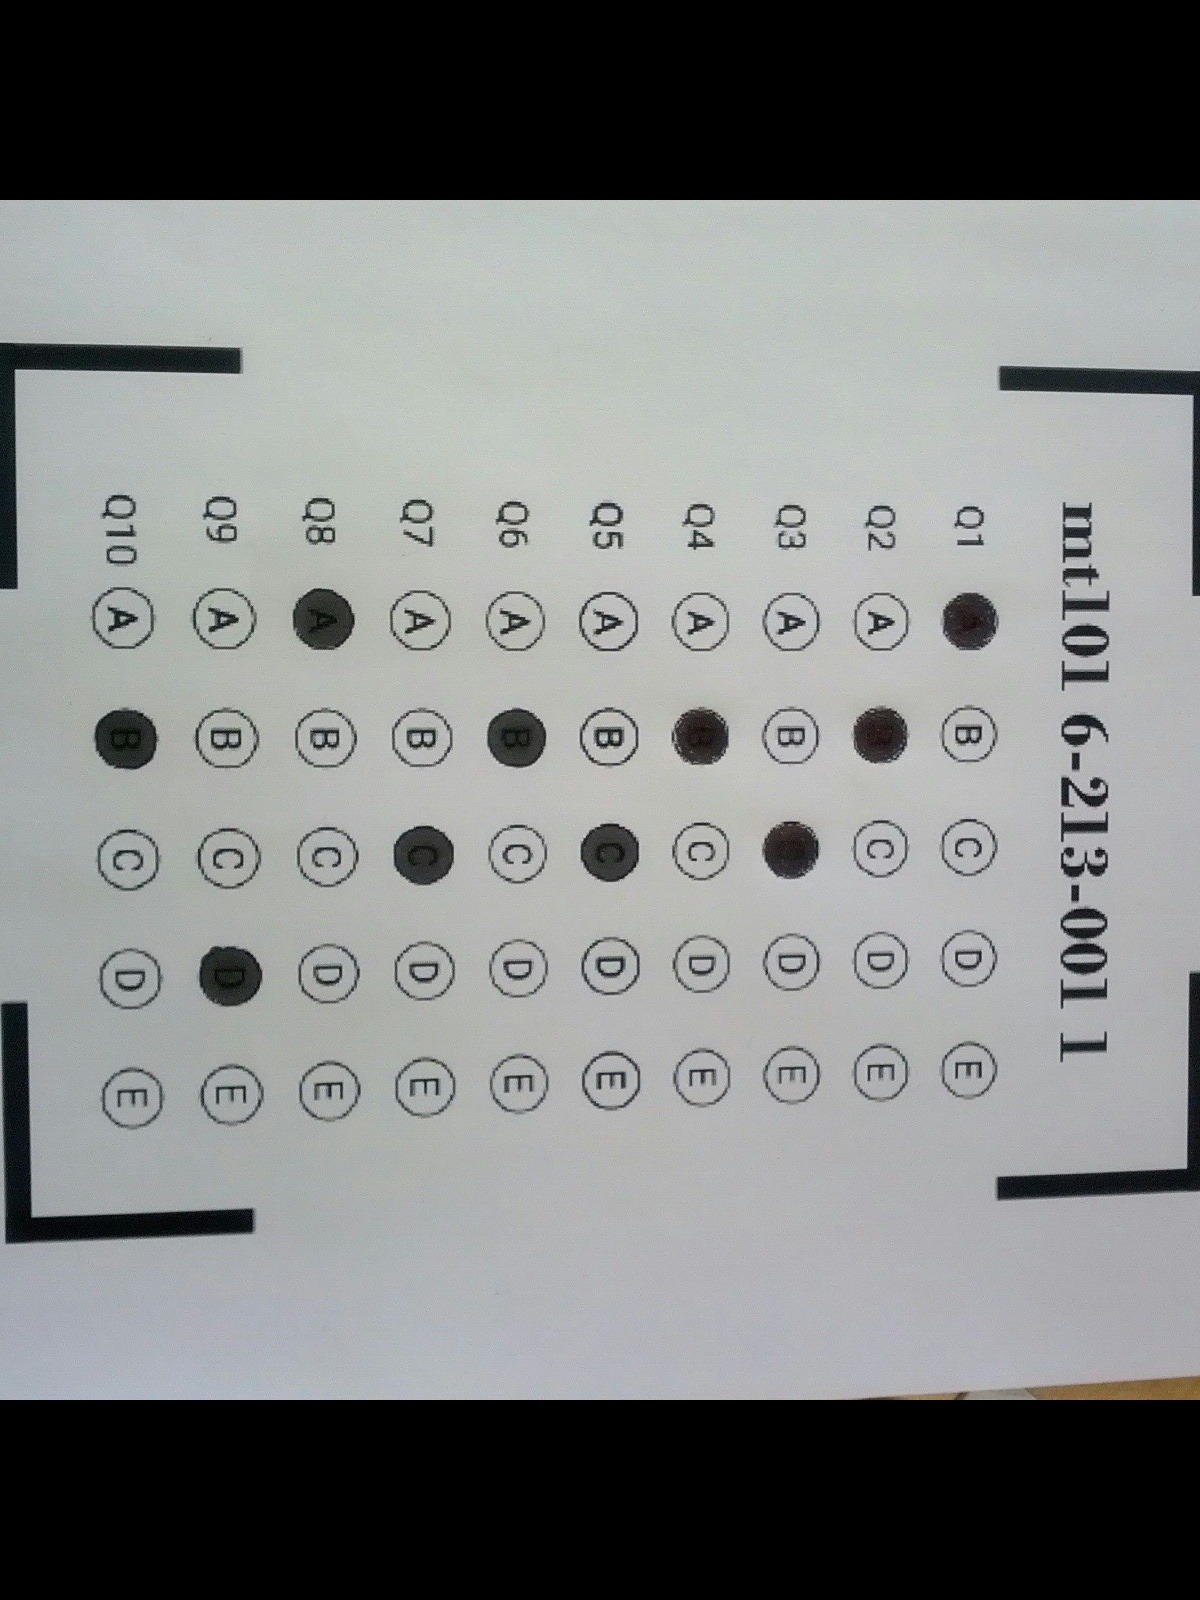 mt101 6-213-001 1
Q1 A B C D E
Q2 A B C D E
Q3 A B C D E
Q4 A B C D E
Q5 A B C D E
Q6 A B C D E
Q7 A B C D E
Q8 A B C D E
Q9 A B C D E
Q10 A B C D E